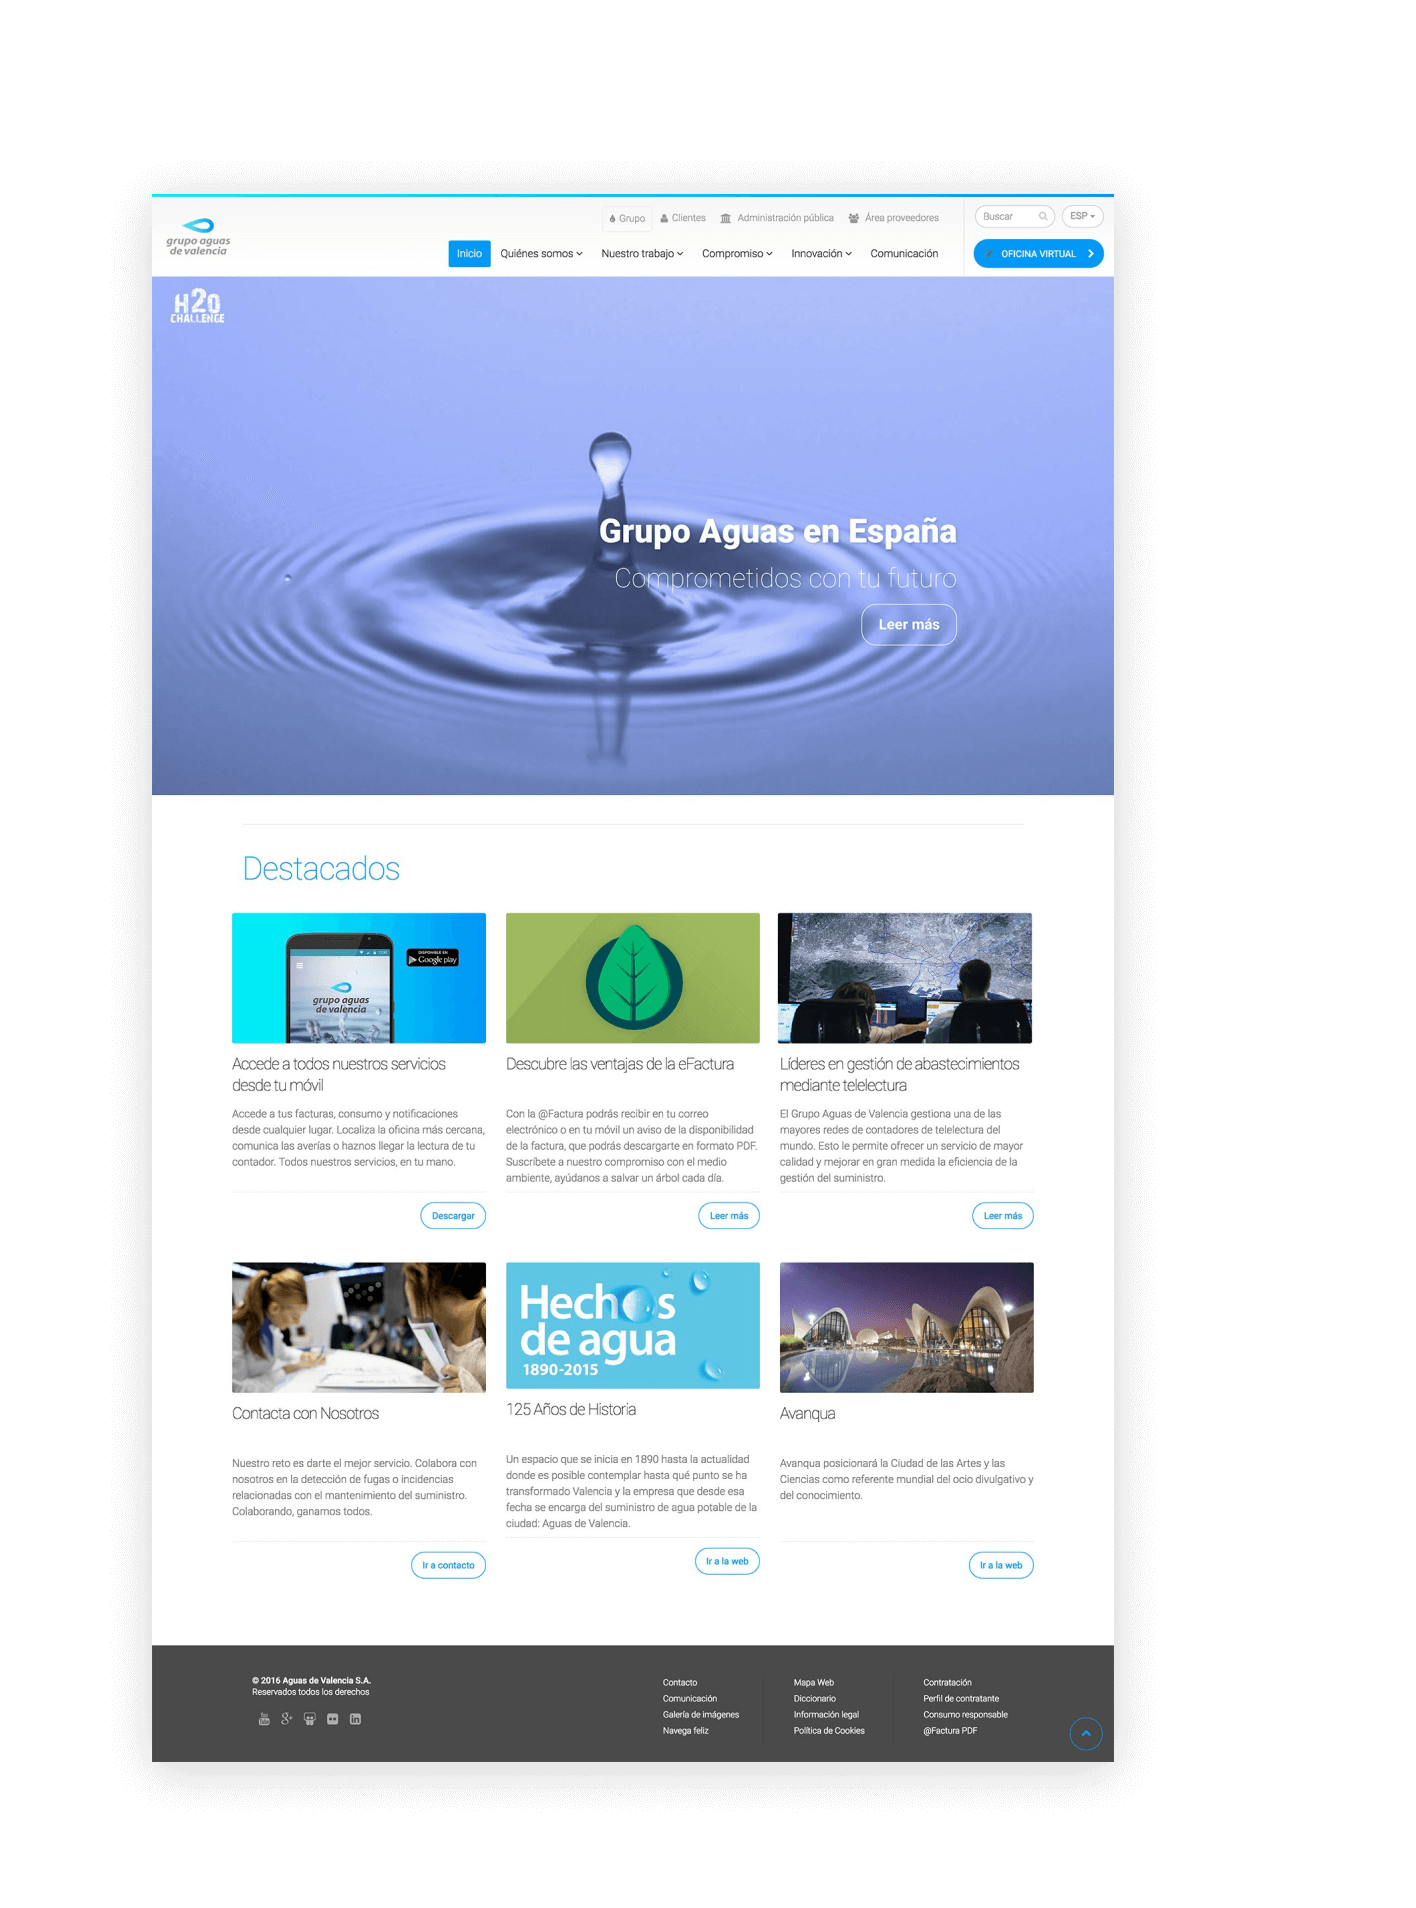 grupo aguas
de valencia
Grupo Clientes Administración pública Área proveedores
Buscar ESP
Inicio Quiénes somos Nuestro trabajo Compromiso Innovación Comunicación
OFICINA VIRTUAL
H2O
CHALLENGE
Grupo Aguas en España
Comprometidos con tu futuro
Leer más
Destacados
DISPONIBLE EN
Google play
grupo aguas
de valencia
Accede a todos nuestros servicios
desde tu móvil
Accede a tus facturas, consumo y notificaciones
desde cualquier lugar. Localiza la oficina más cercana,
comunica las averías o haznos llegar la lectura de tu
contador. Todos nuestros servicios, en tu mano.
Descargar
Descubre las ventajas de la eFactura
Con la @Factura podrás recibir en tu correo
electrónico o en tu móvil un aviso de la disponibilidad
de la factura, que podrás descargarte en formato PDF.
Suscríbete a nuestro compromiso con el medio
ambiente, ayúdanos a salvar un árbol cada día.
Leer más
Líderes en gestión de abastecimientos
mediante telelectura
El Grupo Aguas de Valencia gestiona una de las
mayores redes de contadores de telelectura del
mundo. Esto le permite ofrecer un servicio de mayor
calidad y mejorar en gran medida la eficiencia de la
gestión del suministro.
Leer más
Contacta con Nosotros
Nuestro reto es darte el mejor servicio. Colabora con
nosotros en la detección de fugas o incidencias
relacionadas con el mantenimiento del suministro.
Colaborando, ganamos todos.
Ir a contacto
Hechos
de agua
1890-2015
125 Años de Historia
Un espacio que se inicia en 1890 hasta la actualidad
donde es posible contemplar hasta qué punto se ha
transformado Valencia y la empresa que desde esa
fecha se encarga del suministro de agua potable de la
ciudad: Aguas de Valencia.
Ir a la web
Avanqua
Avanqua posicionará la Ciudad de las Artes y las
Ciencias como referente mundial del ocio divulgativo y
del conocimiento.
Ir a la web
© 2016 Aguas de Valencia S.A.
Reservados todos los derechos
Contacto
Comunicación
Galería de imágenes
Navega feliz
Mapa Web
Diccionario
Información legal
Política de Cookies
Contratación
Perfil de contratante
Consumo responsable
@Factura PDF